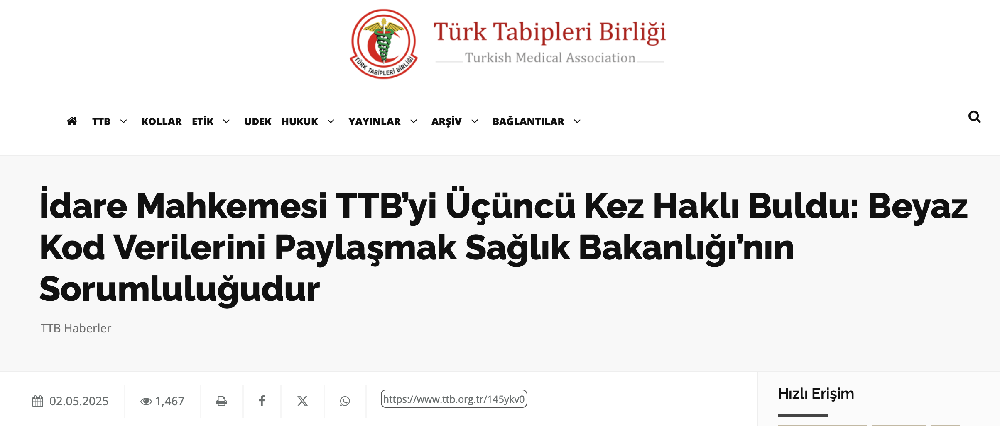 TÜRK TABİPLERİ BİRLİĞİ
Türk Tabipleri Birliği
Turkish Medical Association
TTB KOLLAR ETİK UDEK HUKUK YAYINLAR ARŞİV BAĞLANTILAR
İdare Mahkemesi TTB’yi Üçüncü Kez Haklı Buldu: Beyaz
Kod Verilerini Paylaşmak Sağlık Bakanlığı’nın
Sorumluluğudur
TTB Haberler
02.05.2025 1,467 https://www.ttb.org.tr/145ykv0
Hızlı Erişim